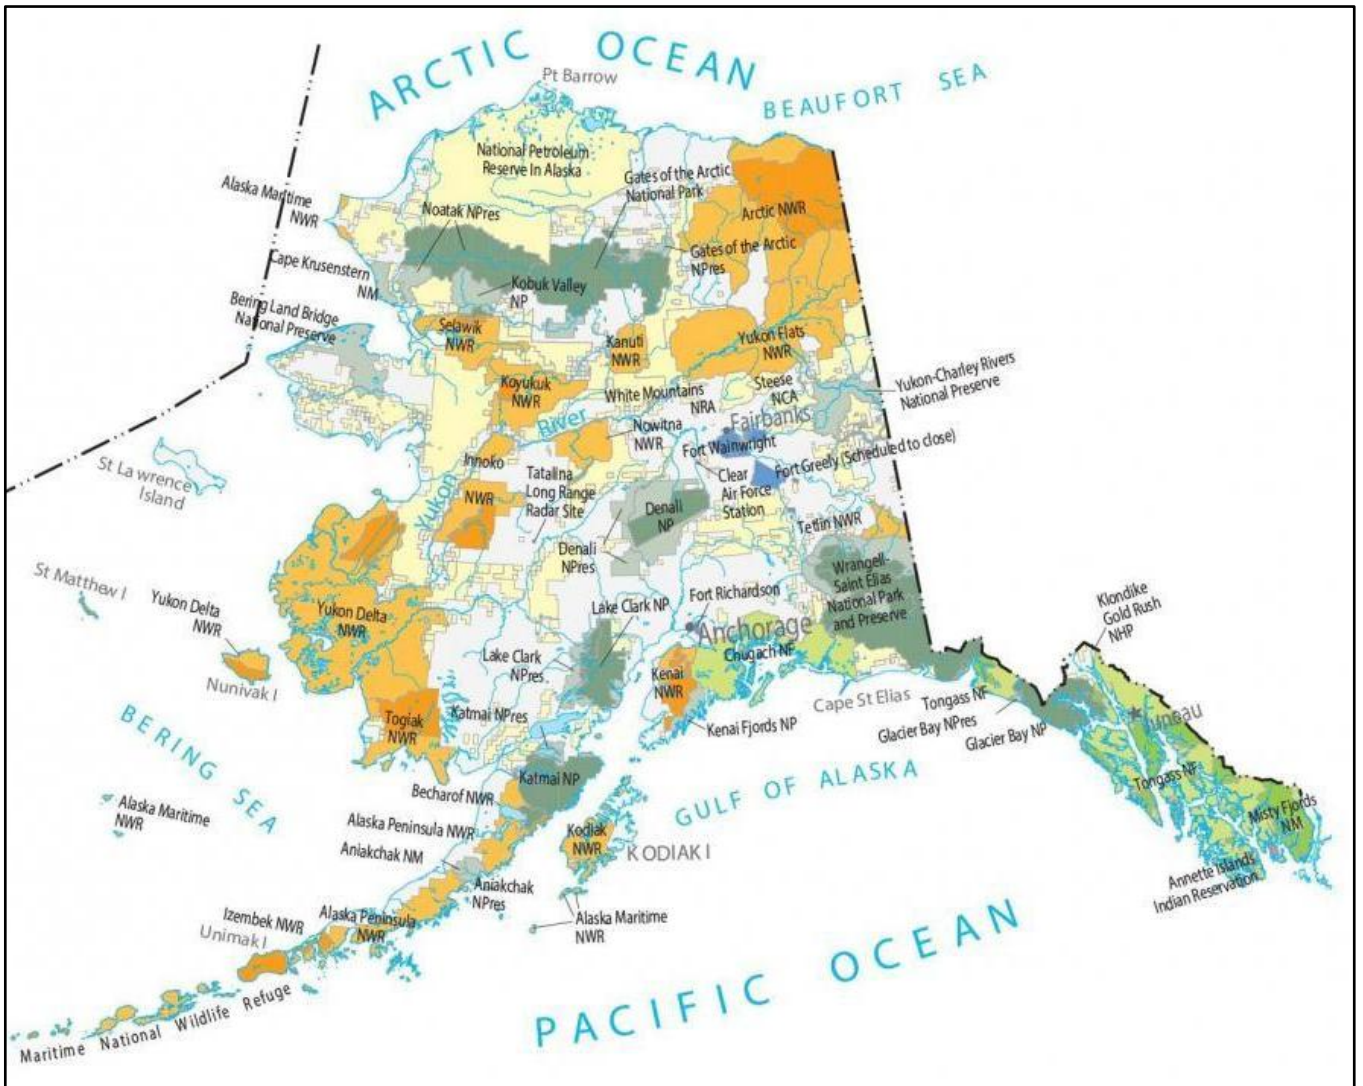 ARCTIC OCEAN
Pt Barrow
BEAUFORT SEA
National Petroleum
Reserve In Alaska
Gates of the Arctic
National Park
Alaska Maritime
NWR
Noatak NPres
Arctic NWR
Gates of the Arctic
NPres
Cape Krusenstern
NM
Kobuk Valley
NP
Bering Land Bridge
National Preserve
Selawik
NWR
Kanuti
NWR
Yukon Flats
NWR
Koyukuk
NWR
White Mountains
NRA
Steese
NCA
Yukon-Charley Rivers
National Preserve
River
Nowitna
NWR
Fairbanks
Fort Wainwright
Fort Greely (Scheduled to close)
St Lawrence
Island
Innoko
NWR
Yukon
Tatalina
Long Range
Radar Site
Clear
Air Force
Station
Denali
NP
Tetlin NWR
Denali
NPres
Wrangell-
Saint Elias
National Park
and Preserve
St Matthew I
Yukon Delta
NWR
Yukon Delta
NWR
Lake Clark NP
Fort Richardson
Anchorage
Klondike
Gold Rush
NHP
Nunivak I
Lake Clark
NPres
Kenai
NWR
Chugach NF
Cape St Elias
Tongass NF
Glacier Bay NPres
Glacier Bay NP
Juneau
Togiak
NWR
Katmai NPres
Kenai Fjords NP
BERING SEA
Katmai NP
GULF OF ALASKA
Tongass NF
Becharof NWR
Alaska Maritime
NWR
Alaska Peninsula NWR
Kodiak
NWR
KODIAK I
Misty Fjords
NM
Aniakchak NM
Aniakchak
NPres
Annette Islands
Indian Reservation
Izembek NWR
Alaska Peninsula
NWR
Alaska Maritime
NWR
Unimak I
PACIFIC OCEAN
Maritime National Wildlife Refuge